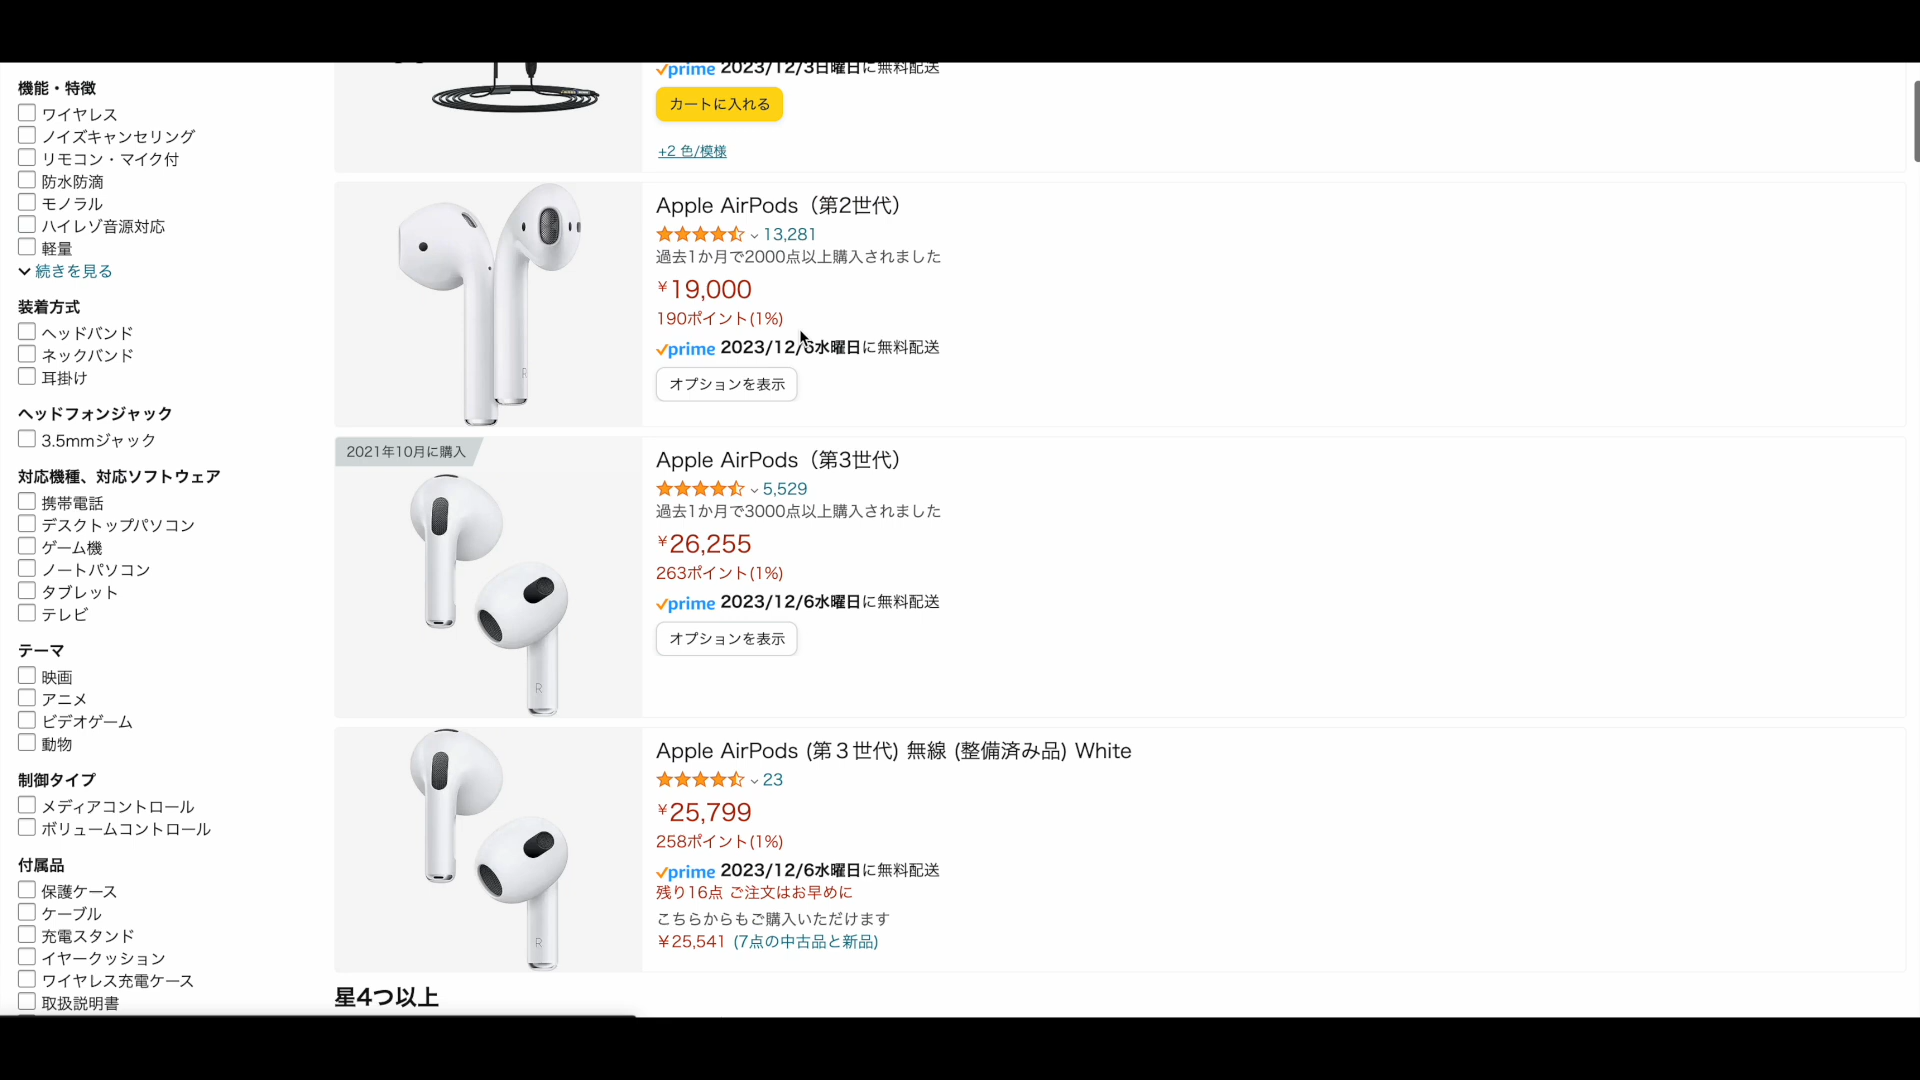 機能・特徴
ワイヤレス
ノイズキャンセリング
リモコン・マイク付
防水防滴
モノラル
ハイレゾ音源対応
軽量
続きを見る
装着方式
ヘッドバンド
ネックバンド
耳掛け
ヘッドフォンジャック
3.5mmジャック
対応機種、対応ソフトウェア
携帯電話
デスクトップパソコン
ゲーム機
ノートパソコン
タブレット
テレビ
テーマ
映画
アニメ
ビデオゲーム
動物
制御タイプ
メディアコントロール
ボリュームコントロール
付属品
保護ケース
ケーブル
充電スタンド
イヤークッション
ワイヤレス充電ケース
取扱説明書
prime 2023/12/3日曜日に無料配送
カートに入れる
+2 色/模様
Apple AirPods（第2世代）
13,281
過去1か月で2000点以上購入されました
¥19,000
190ポイント(1%)
prime 2023/12/6水曜日に無料配送
オプションを表示
R
2021年10月に購入
Apple AirPods（第3世代）
5,529
過去1か月で3000点以上購入されました
¥26,255
263ポイント(1%)
prime 2023/12/6水曜日に無料配送
オプションを表示
R
Apple AirPods (第３世代) 無線 (整備済み品) White
23
¥25,799
258ポイント(1%)
prime 2023/12/6水曜日に無料配送
残り16点 ご注文はお早めに
こちらからもご購入いただけます
¥25,541 (7点の中古品と新品)
R
星4つ以上